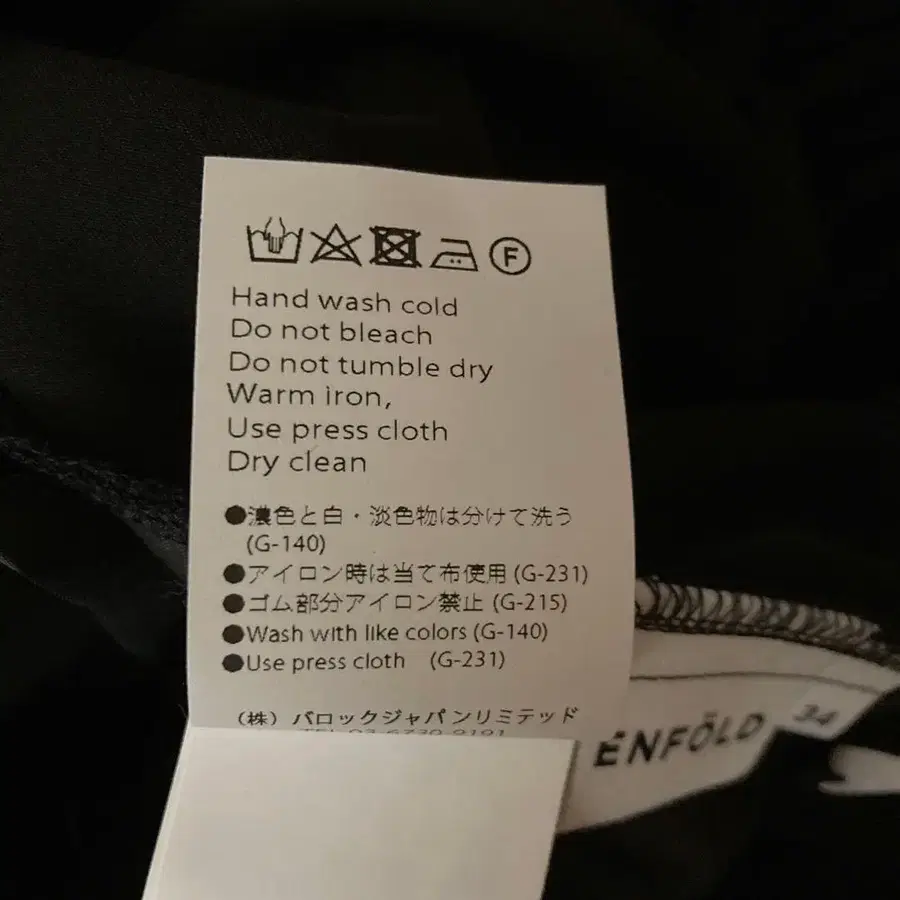 F
Hand wash cold
Do not bleach
Do not tumble dry
Warm iron,
Use press cloth
Dry clean
●濃色と白・淡色物は分けて洗う
(G-140)
●アイロン時は当て布使用 (G-231)
●ゴム部分アイロン禁止 (G-215)
●Wash with like colors (G-140)
●Use press cloth (G-231)
（株）バロックジャパンリミテッド
TEL 03-6730-9191
ENFÖLD
34